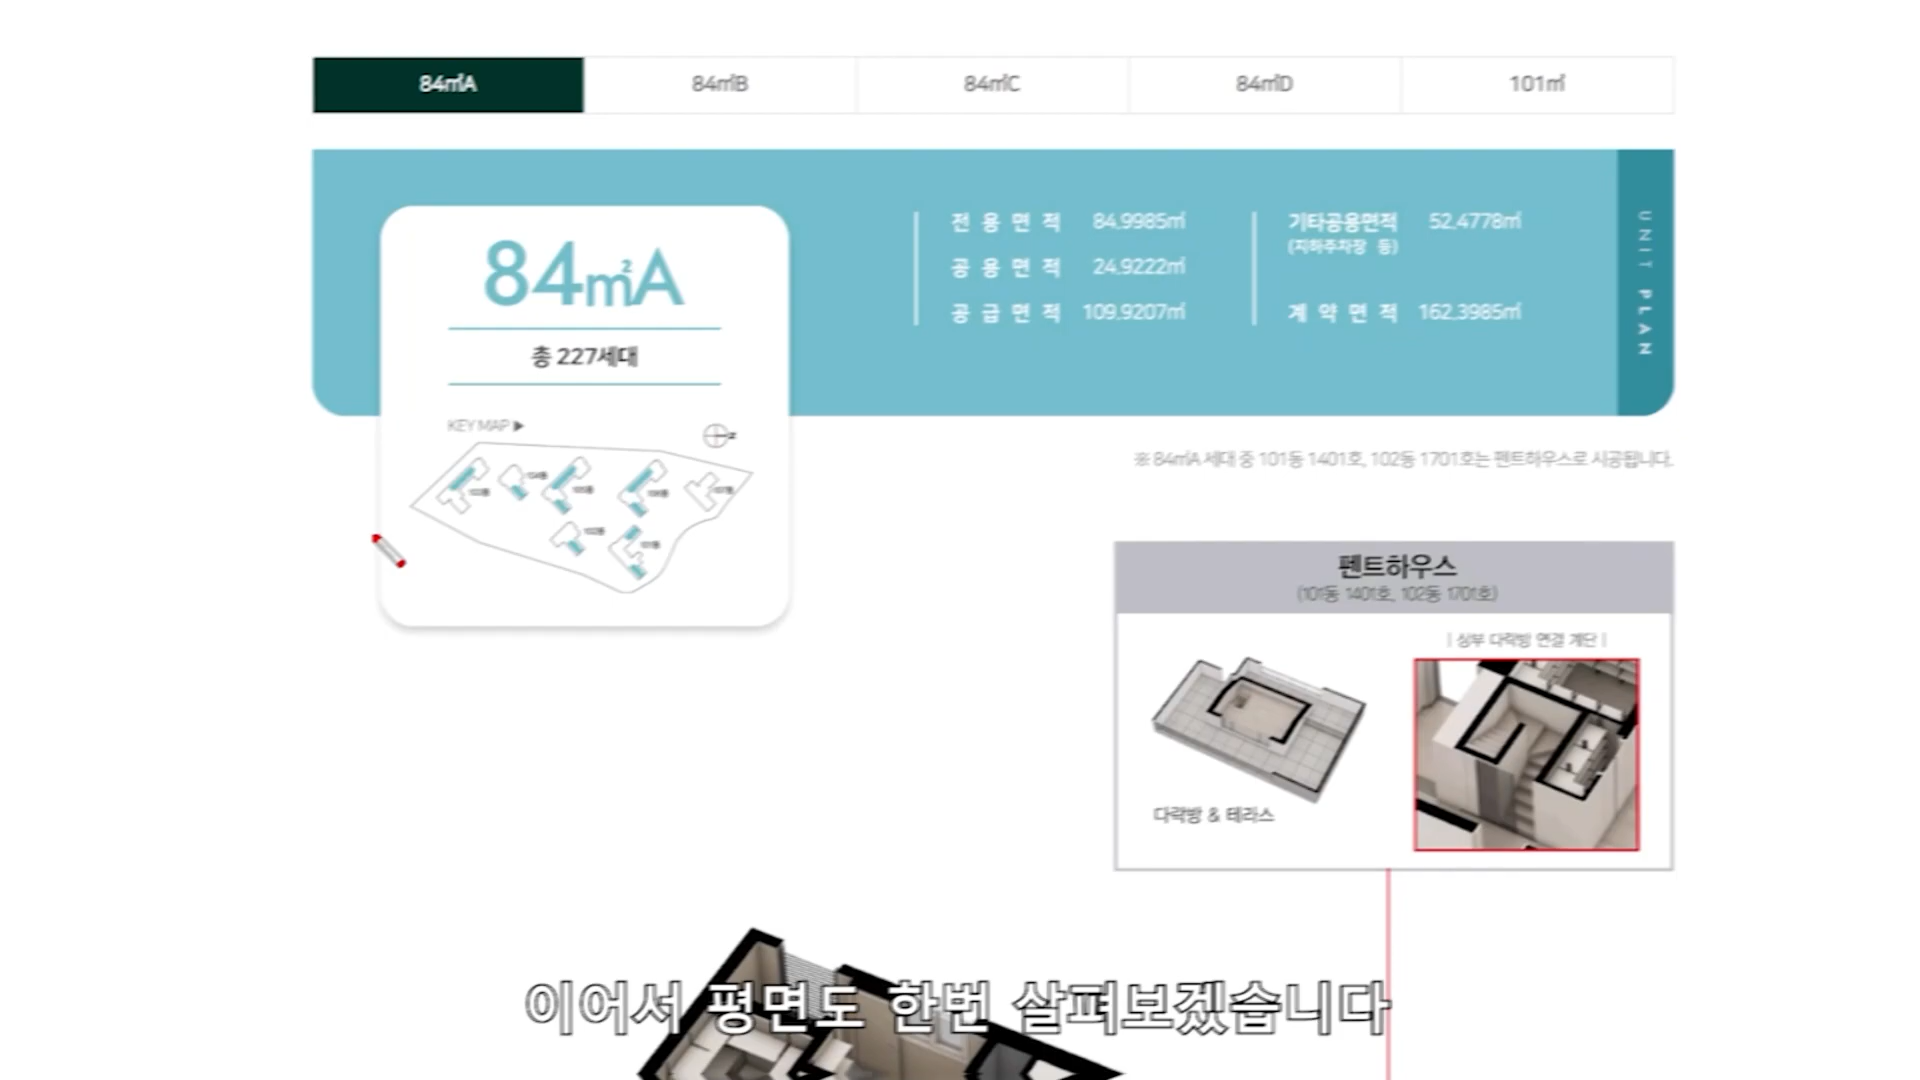 84㎡A
84㎡B
84㎡C
84㎡D
101㎡
84㎡A
총 227세대
KEY MAP ▶
전용면적 84.9985㎡
공용면적 24.9222㎡
공급면적 109.9207㎡
기타공용면적 52.4778㎡
(지하주차장 등)
계약면적 162.3985㎡
UNIT PLAN
※ 84㎡A 세대 중 101동 1401호, 102동 1701호는 펜트하우스로 시공됩니다.
펜트하우스
(101동 1401호, 102동 1701호)
| 상부 다락방 연결 계단 |
다락방 & 테라스
이어서 평면도 한번 살펴보겠습니다